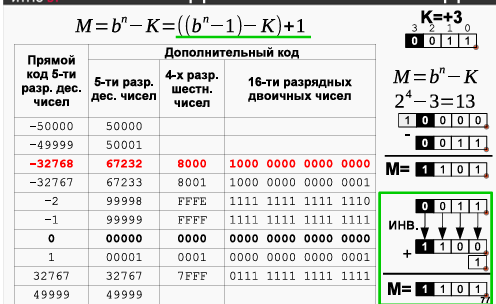 M=bⁿ−K=((bⁿ−1)−K)+1
Прямой код 5-ти разр. дес. чисел
Дополнительный код
5-ти разр. дес. чисел
4-х разр. шестн. чисел
16-ти разрядных двоичных чисел
−50000 50000
−49999 50001
−32768 67232 8000 1000 0000 0000 0000
−32767 67233 8001 1000 0000 0000 0001
−2 99998 FFFE 1111 1111 1111 1110
−1 99999 FFFF 1111 1111 1111 1111
0 00000 0000 0000 0000 0000 0000
1 00001 0001 0000 0000 0000 0001
32767 32767 7FFF 0111 1111 1111 1111
49999 49999
K=+3
3 2 1 0
0 0 1 1
M=bⁿ−K
2⁴−3=13
1 0 0 0 0
-
0 0 1 1
M= 1 1 0 1
0 0 1 1
инв.
1 1 0 0
+
1
M= 1 1 0 1